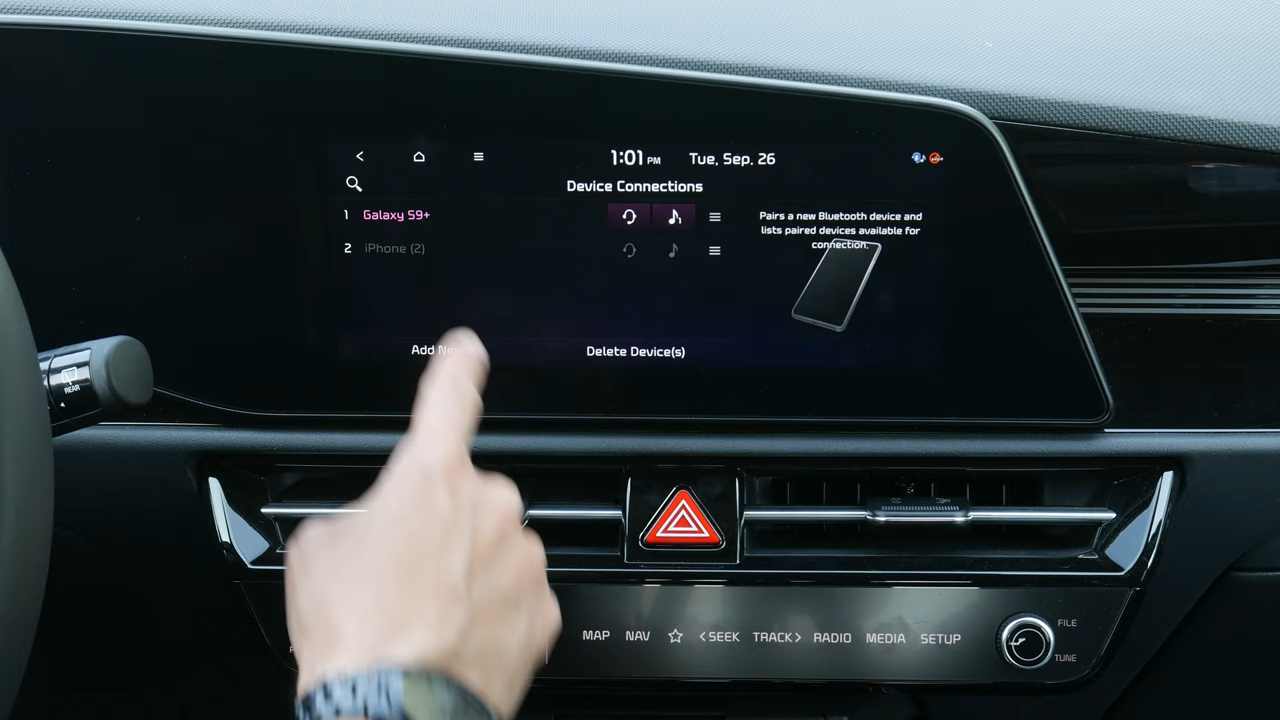 1:01 PM Tue, Sep. 26
Device Connections
1 Galaxy S9+
2 iPhone (2)
Pairs a new Bluetooth device and
lists paired devices available for
connection.
Add
Delete Device(s)
REAR
MAP NAV <SEEK TRACK> RADIO MEDIA SETUP
FILE
TUNE